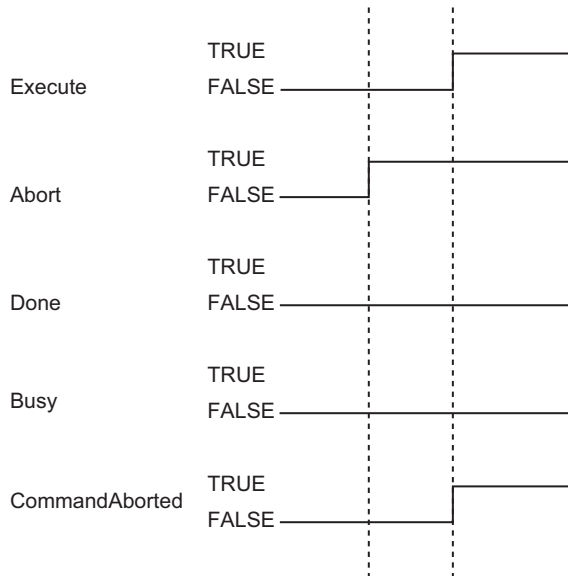 TRUE
Execute FALSE
TRUE
Abort FALSE
TRUE
Done FALSE
TRUE
Busy FALSE
TRUE
CommandAborted
FALSE